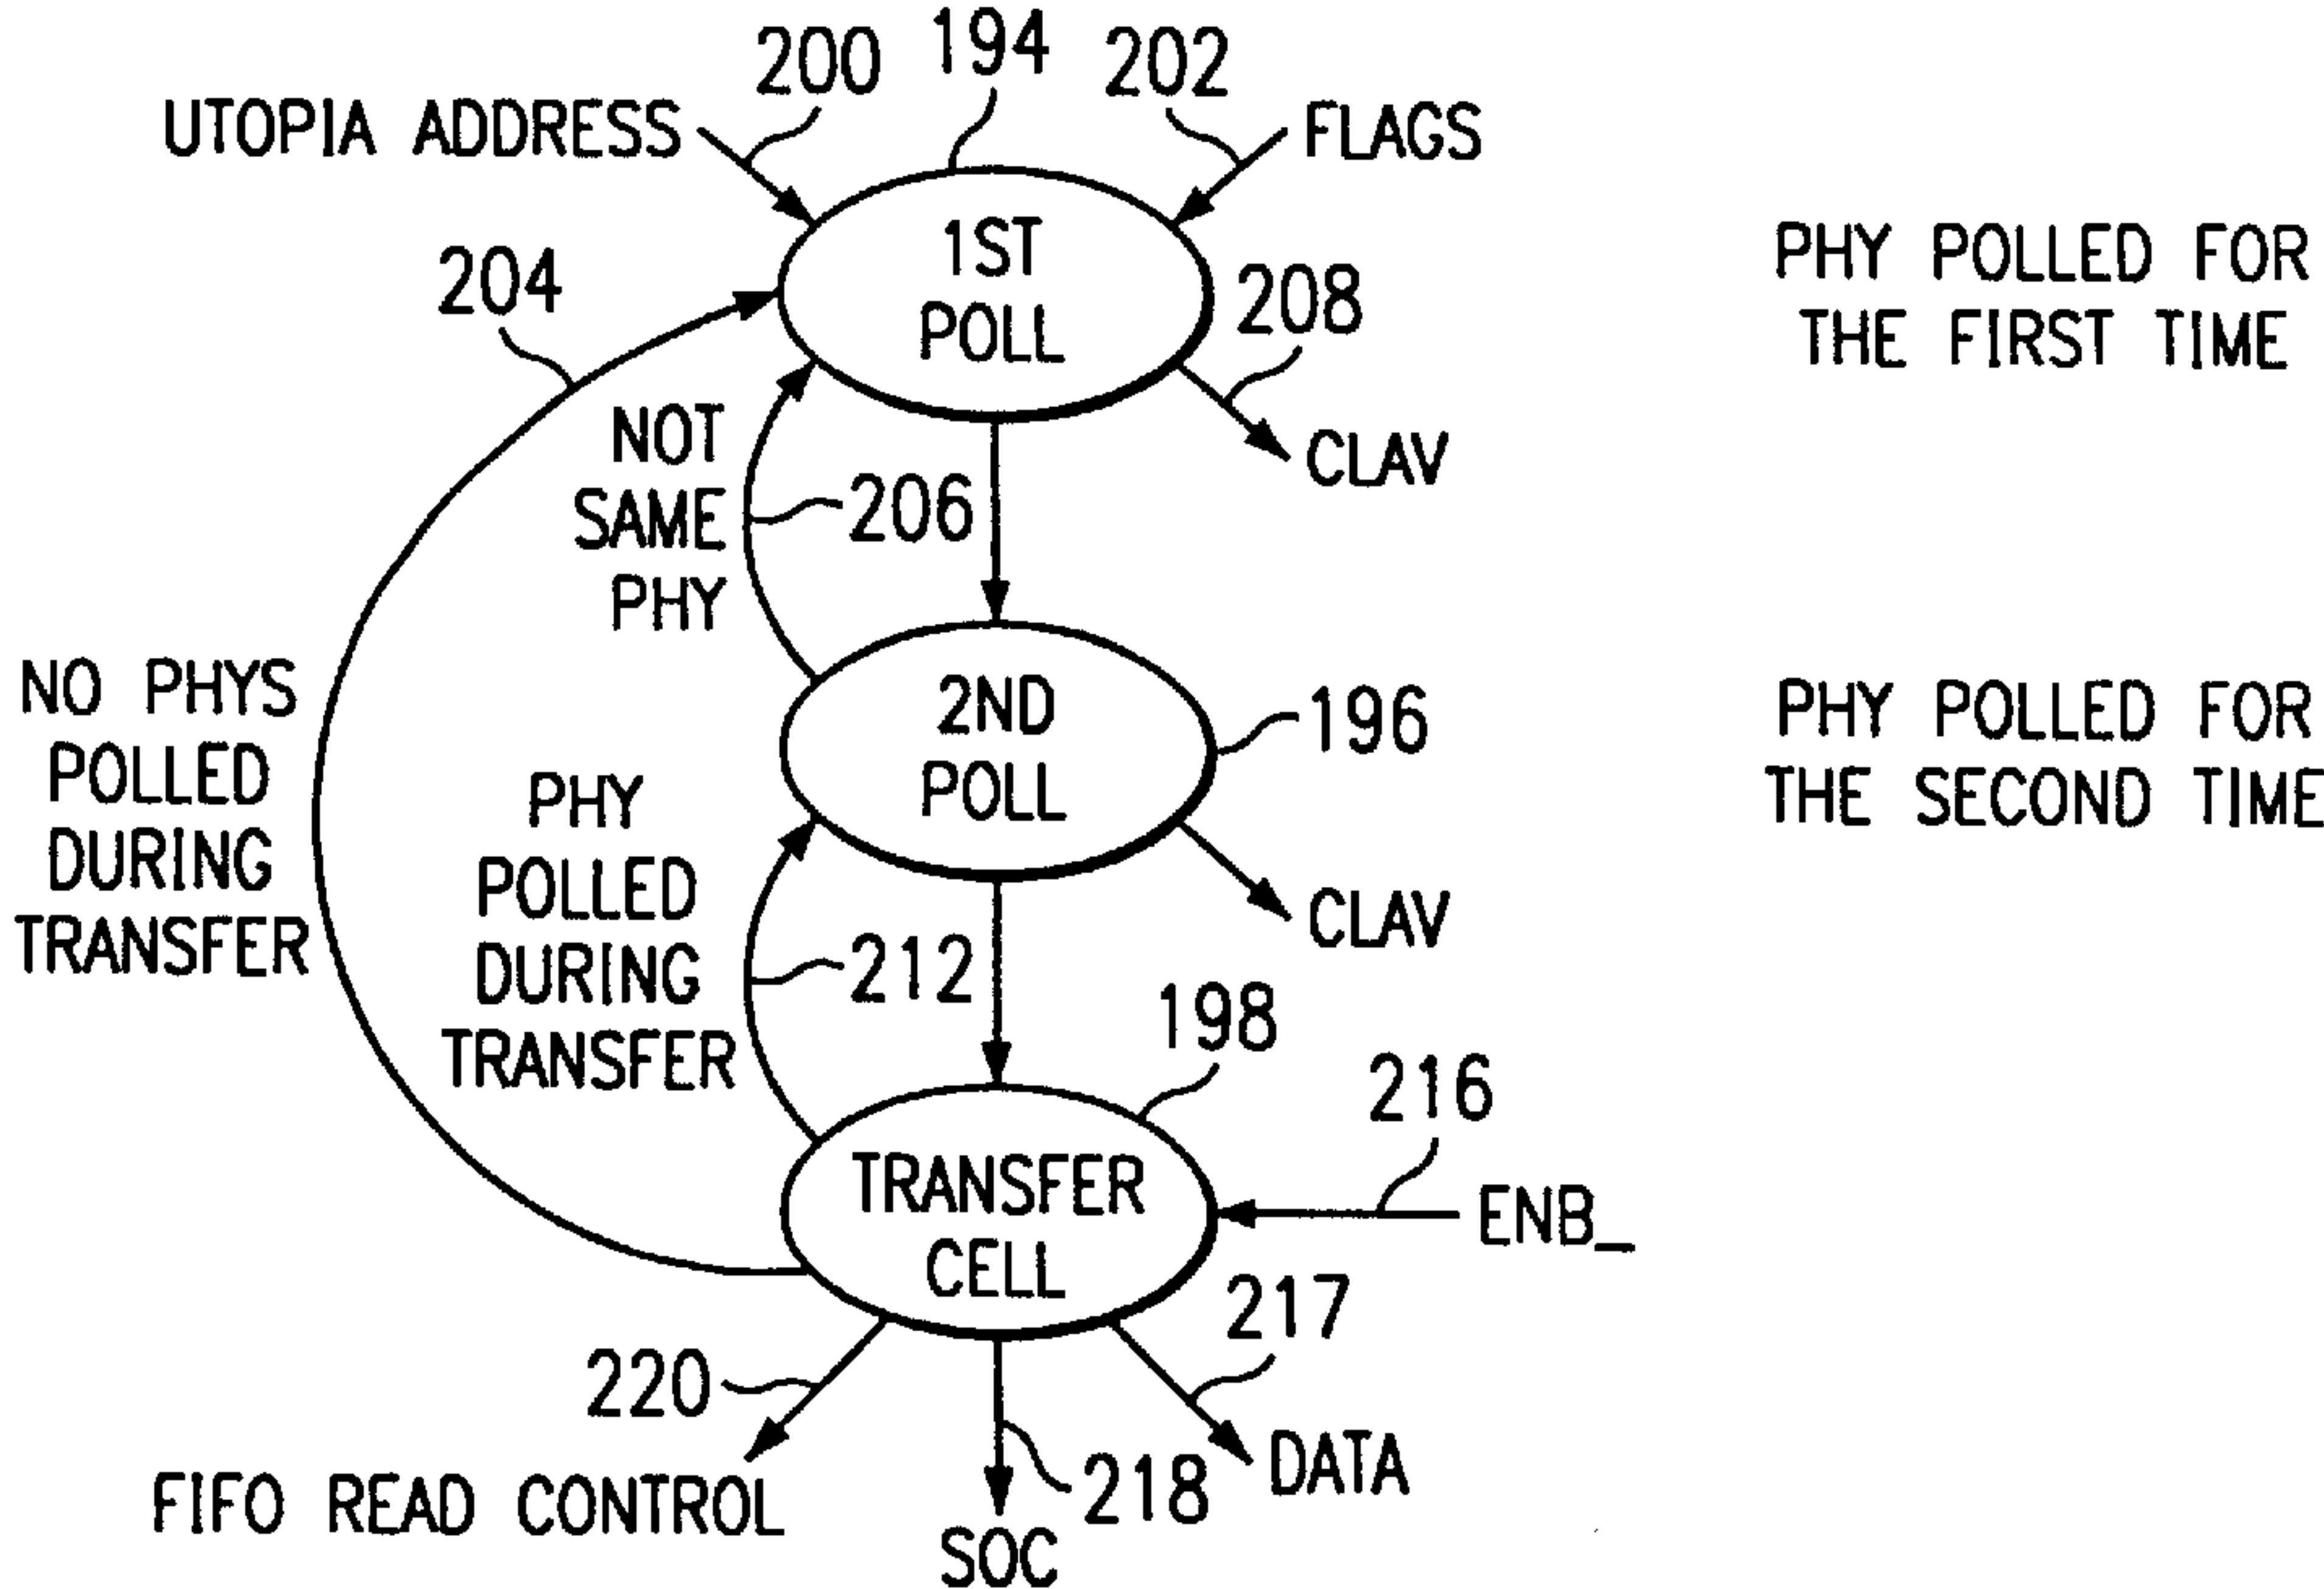 200
194
202
UTOPIA ADDRESS
FLAGS
1ST
POLL
204
208
PHY POLLED FOR
THE FIRST TIME
NOT
SAME
PHY
206
CLAV
NO PHYS
POLLED
DURING
TRANSFER
2ND
POLL
196
PHY POLLED FOR
THE SECOND TIME
PHY
POLLED
DURING
TRANSFER
212
CLAV
198
216
TRANSFER
CELL
ENB_
217
220
218
DATA
FIFO READ CONTROL
SOC